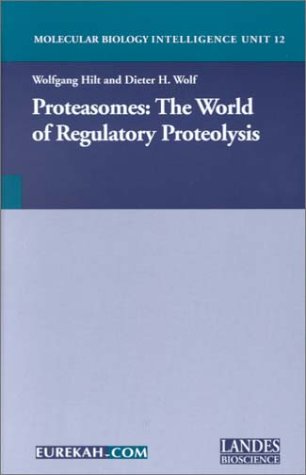 MOLECULAR BIOLOGY INTELLIGENCE UNIT 12
Wolfgang Hilt and Dieter H. Wolf
Proteasomes: The World
of Regulatory Proteolysis
EUREKAH.COM
LANDES
BIOSCIENCE